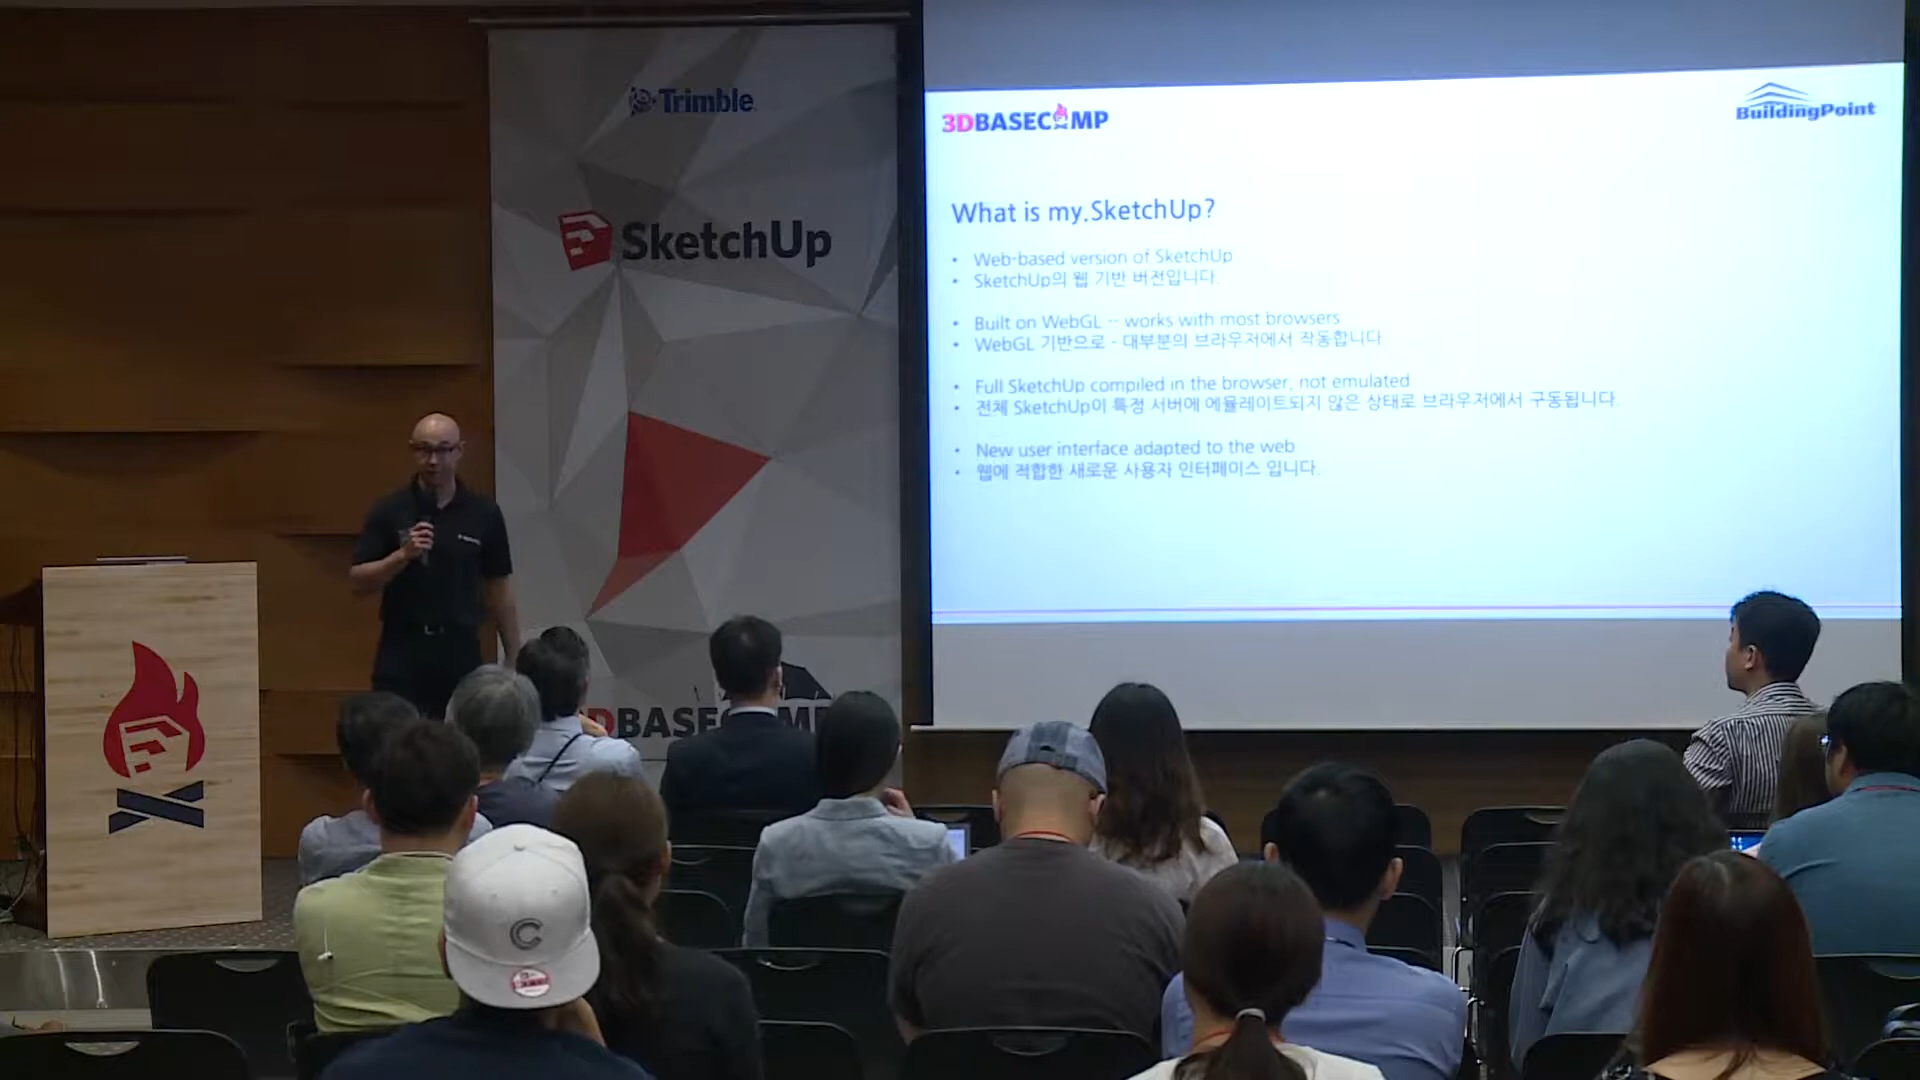 Trimble
SketchUp
3DBASECAMP
BuildingPoint
What is my.SketchUp?
• Web-based version of SketchUp
• SketchUp의 웹 기반 버전입니다.
• Built on WebGL -- works with most browsers
• WebGL 기반으로 - 대부분의 브라우저에서 작동합니다
• Full SketchUp compiled in the browser, not emulated
• 전체 SketchUp이 특정 서버에 에뮬레이트되지 않은 상태로 브라우저에서 구동됩니다.
• New user interface adapted to the web
• 웹에 적합한 새로운 사용자 인터페이스 입니다.
DBASE MP
C